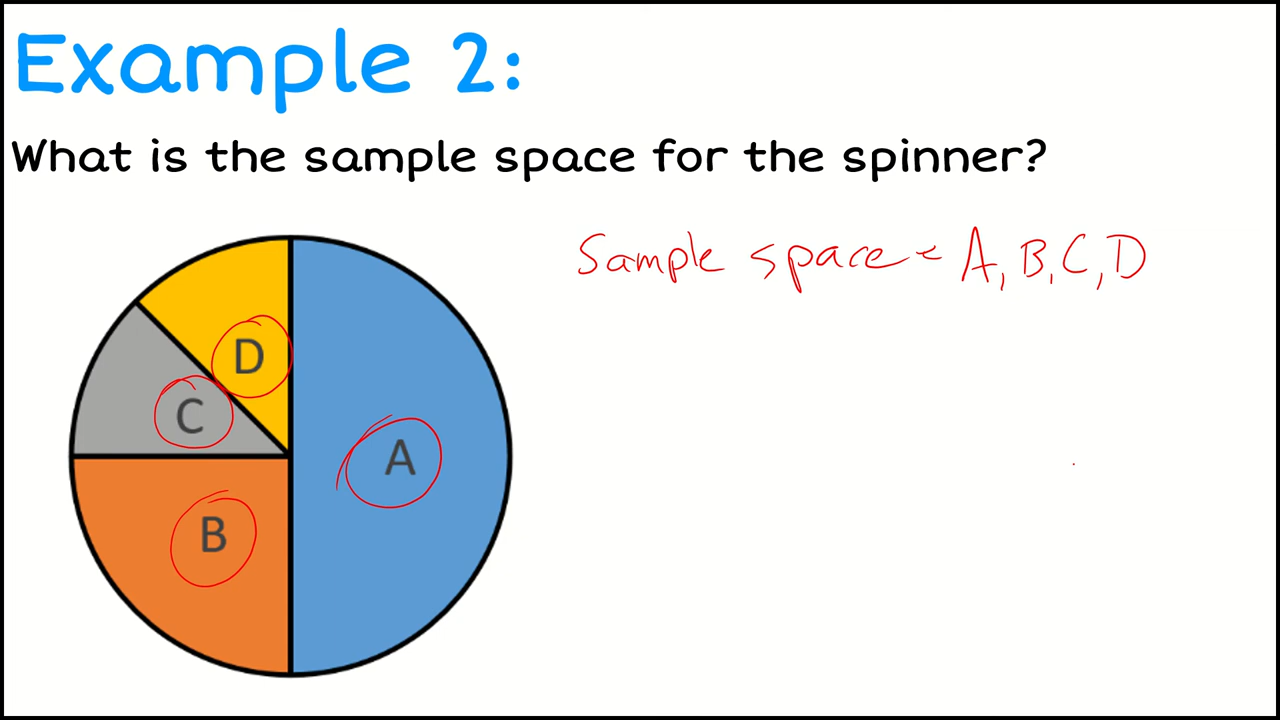 Example 2:
What is the sample space for the spinner?
Sample space = A, B, C, D
D
C
A
B